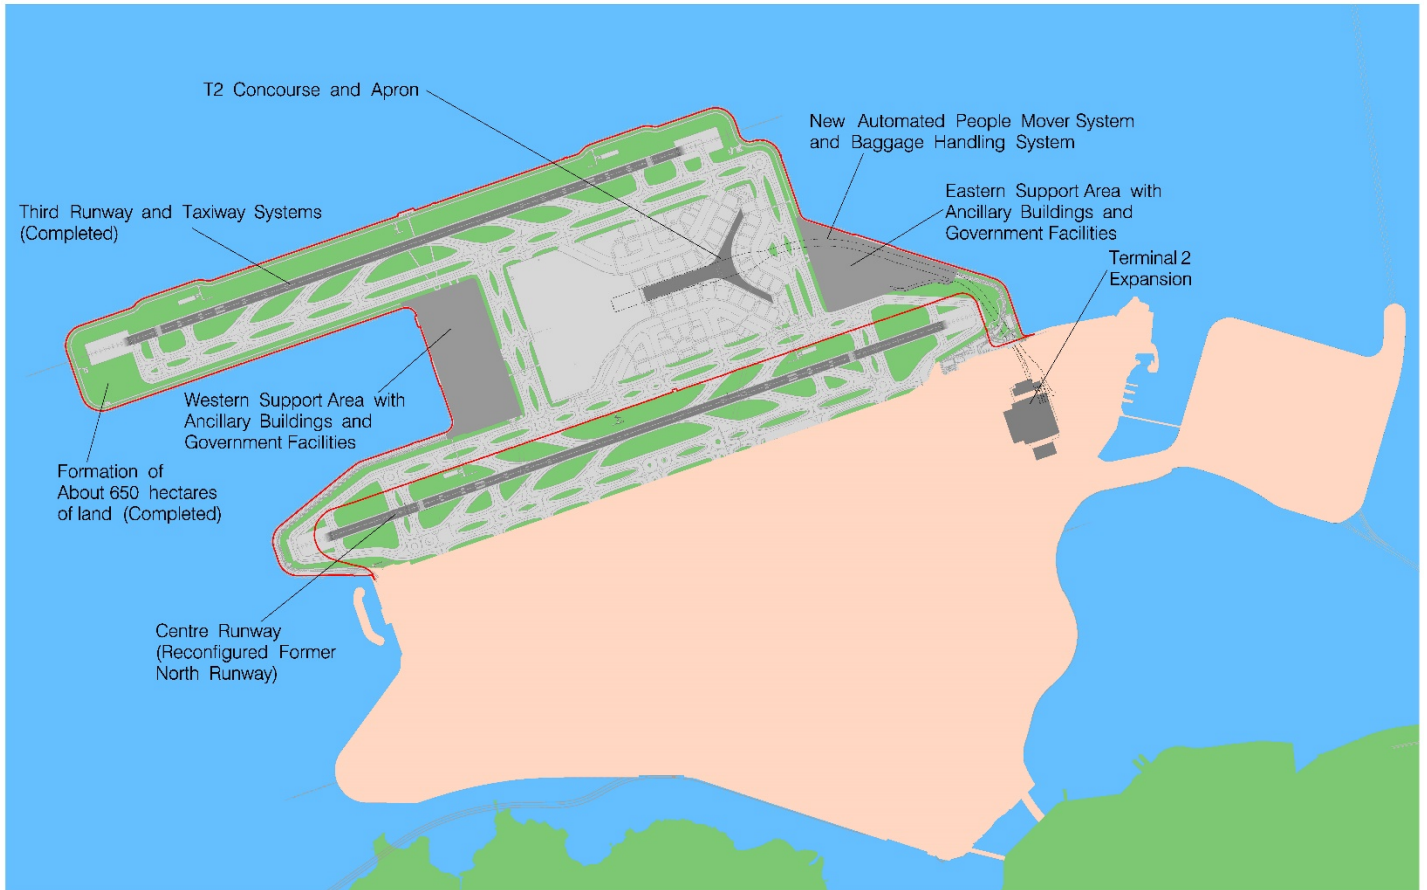 T2 Concourse and Apron
New Automated People Mover System
and Baggage Handling System
Eastern Support Area with
Ancillary Buildings and
Government Facilities
Terminal 2
Expansion
Third Runway and Taxiway Systems
(Completed)
Western Support Area with
Ancillary Buildings and
Government Facilities
Formation of
About 650 hectares
of land (Completed)
Centre Runway
(Reconfigured Former
North Runway)